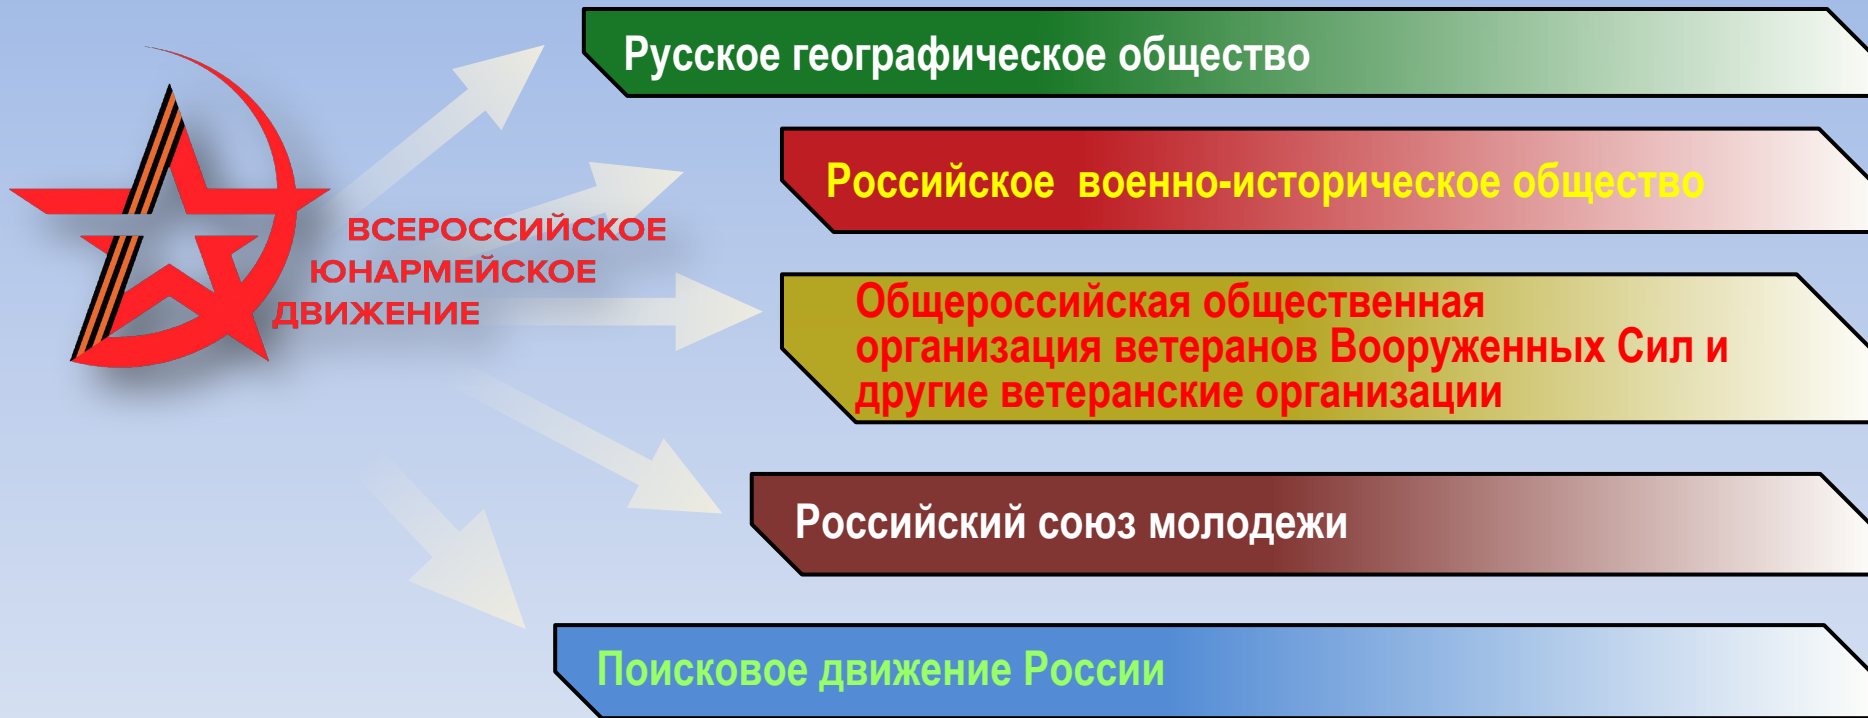 Русское географическое общество
Российское военно-историческое общество
ВСЕРОССИЙСКОЕ
ЮНАРМЕЙСКОЕ
ДВИЖЕНИЕ
Общероссийская общественная
организация ветеранов Вооруженных Сил и
другие ветеранские организации
Российский союз молодежи
Поисковое движение России